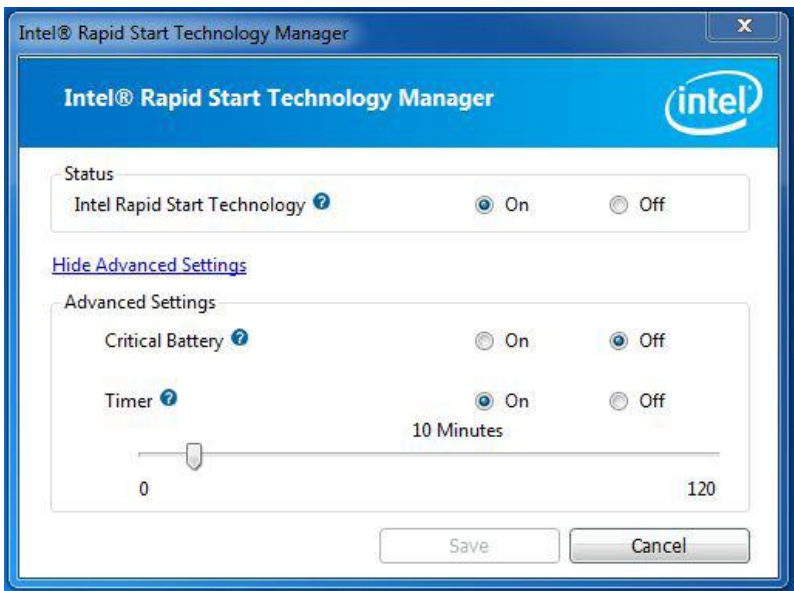 Intel® Rapid Start Technology Manager
X
Intel® Rapid Start Technology Manager
intel
Status
Intel Rapid Start Technology ? On Off
Hide Advanced Settings
Advanced Settings
Critical Battery ? On Off
Timer ? On Off
10 Minutes
0 120
Save Cancel